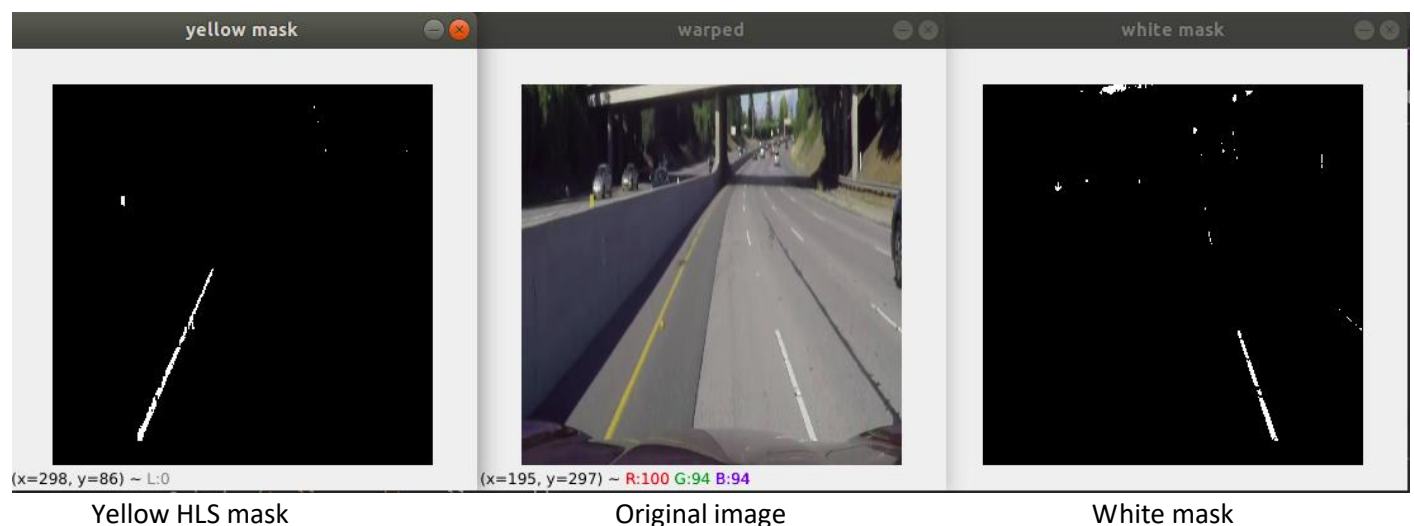 yellow mask
warped
white mask
(x=298, y=86) ~ L:0
(x=195, y=297) ~ R:100 G:94 B:94
Yellow HLS mask
Original image
White mask